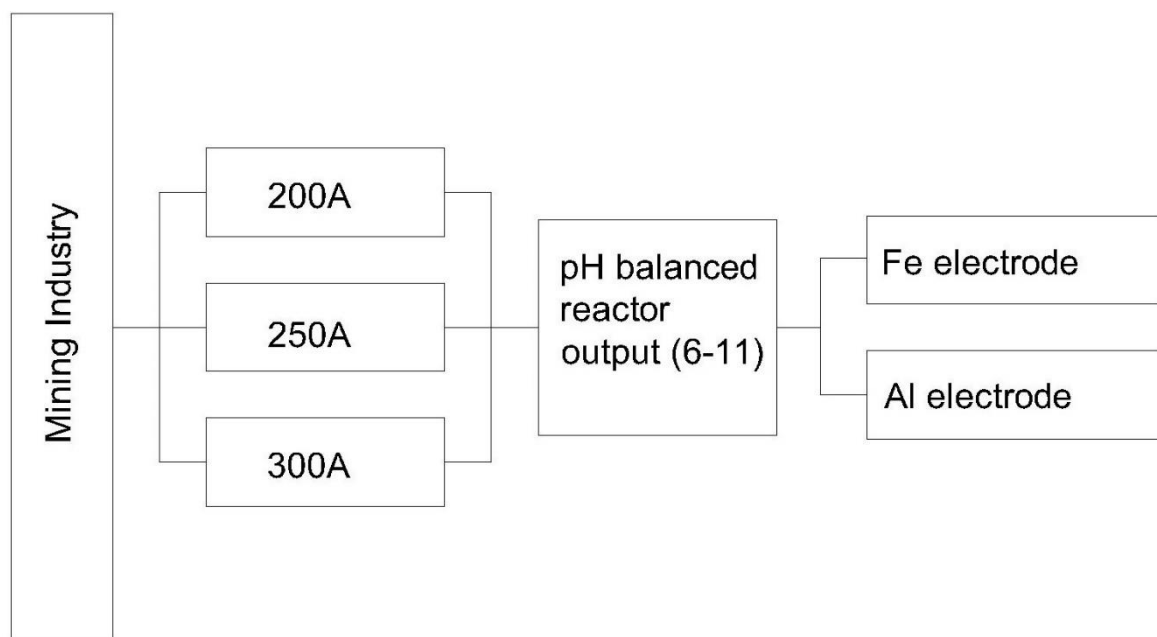 Mining Industry
200A
250A
300A
pH balanced
reactor
output (6-11)
Fe electrode
Al electrode